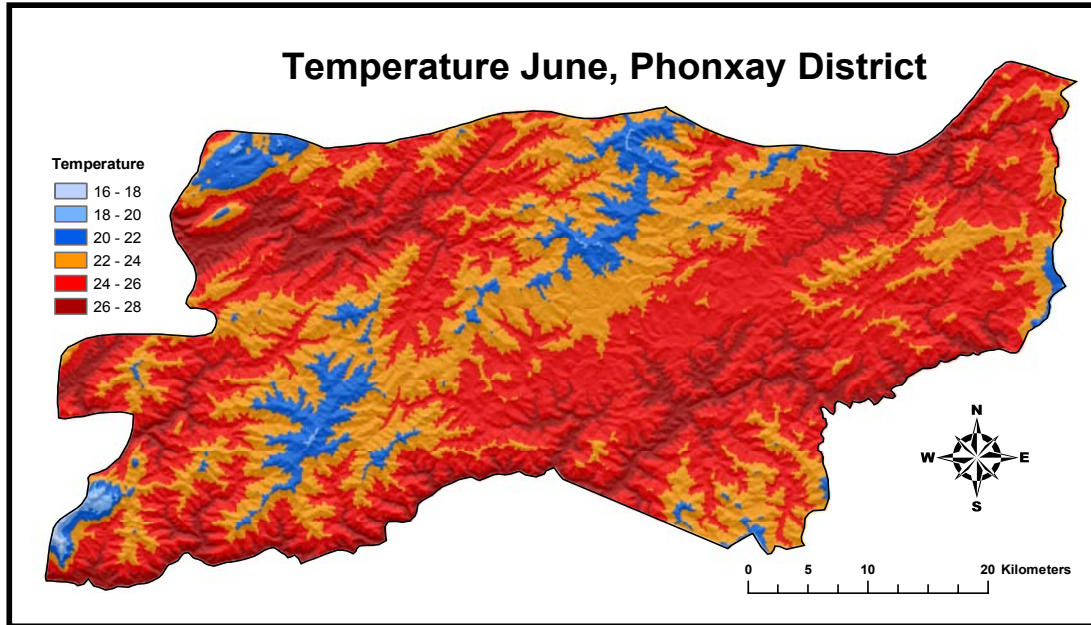 Temperature June, Phonxay District
Temperature
16 - 18
18 - 20
20 - 22
22 - 24
24 - 26
26 - 28
N
W E
S
0 5 10 20 Kilometers